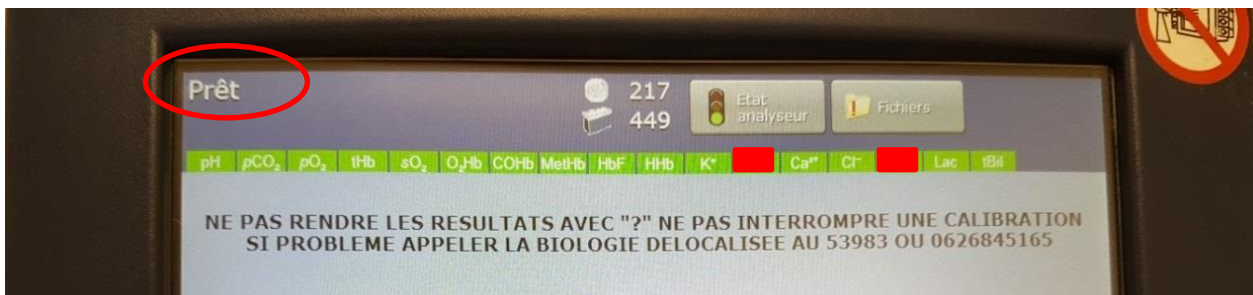 Prêt
217
449
Etat
analyseur
Fichiers
pH pCO₂ pO₂ tHb sO₂ O₂Hb COHb MetHb HbF HHb K⁺ Ca²⁺ Cl⁻ Lac tBil
NE PAS RENDRE LES RESULTATS AVEC "?" NE PAS INTERROMPRE UNE CALIBRATION
SI PROBLEME APPELER LA BIOLOGIE DELOCALISEE AU 53983 OU 0626845165